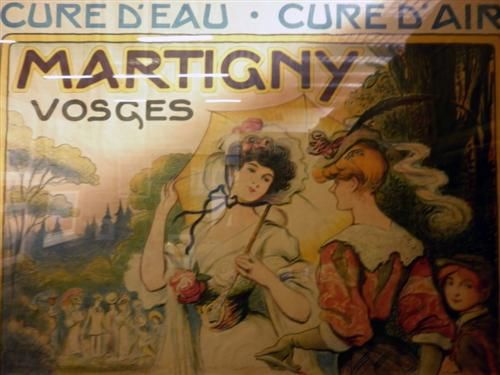 CURE D'EAU · CURE D'AIR
MARTIGNY
VOSGES